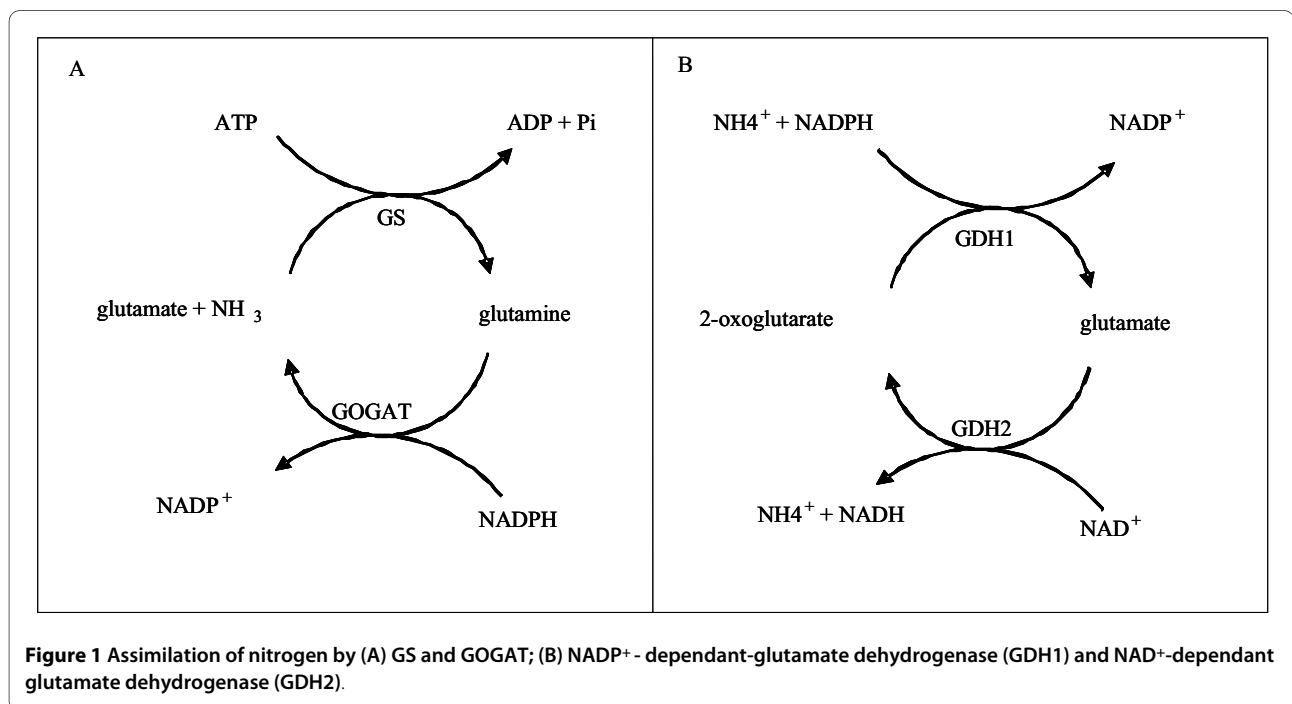 A
ATP
ADP + Pi
GS
glutamate + NH 3
glutamine
GOGAT
NADP+
NADPH
B
NH4+ + NADPH
NADP+
GDH1
2-oxoglutarate
glutamate
GDH2
NH4+ + NADH
NAD+
Figure 1 Assimilation of nitrogen by (A) GS and GOGAT; (B) NADP+ - dependant-glutamate dehydrogenase (GDH1) and NAD+-dependant
glutamate dehydrogenase (GDH2).